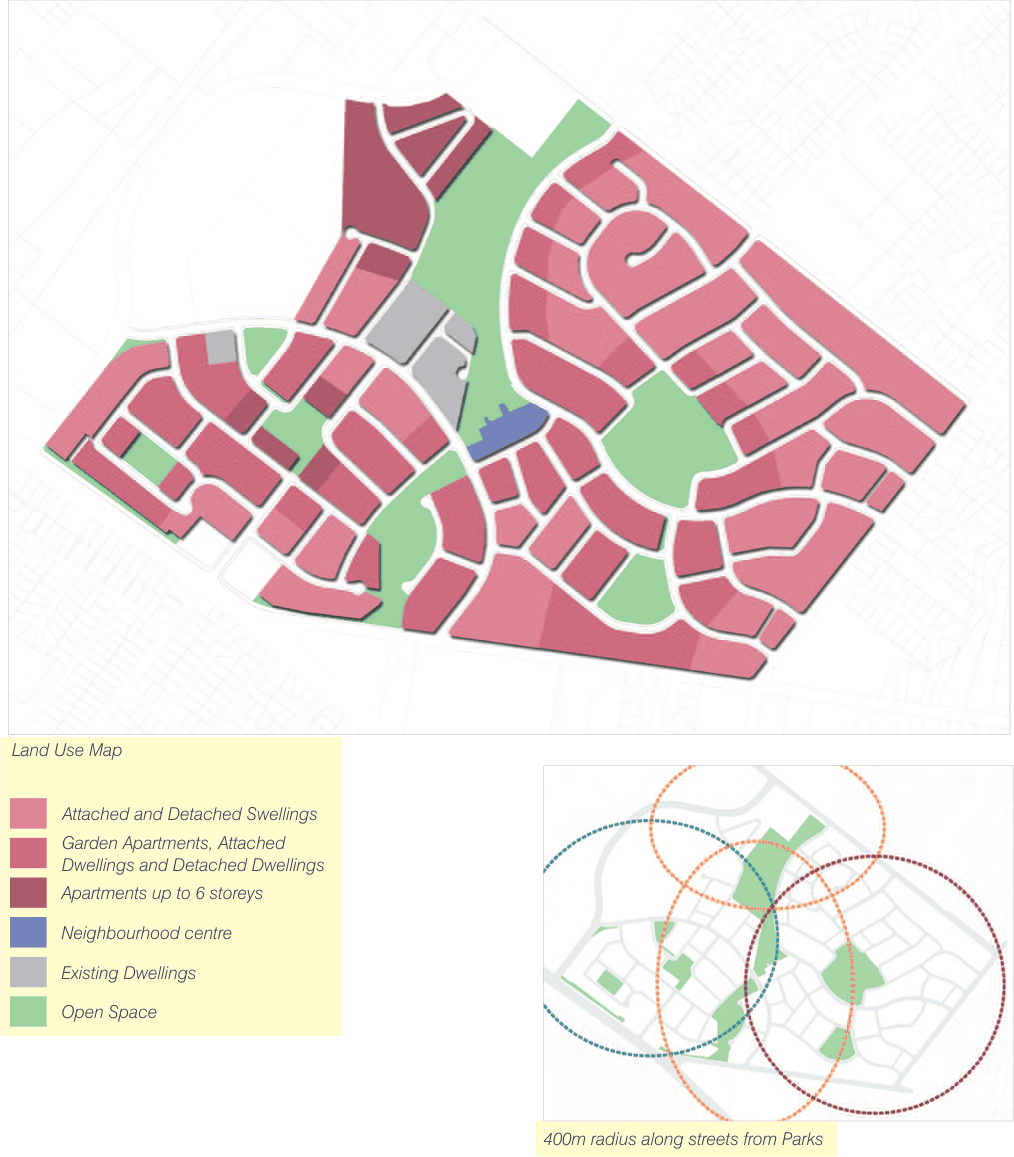 Land Use Map
Attached and Detached Swellings
Garden Apartments, Attached
Dwellings and Detached Dwellings
Apartments up to 6 storeys
Neighbourhood centre
Existing Dwellings
Open Space
400m radius along streets from Parks